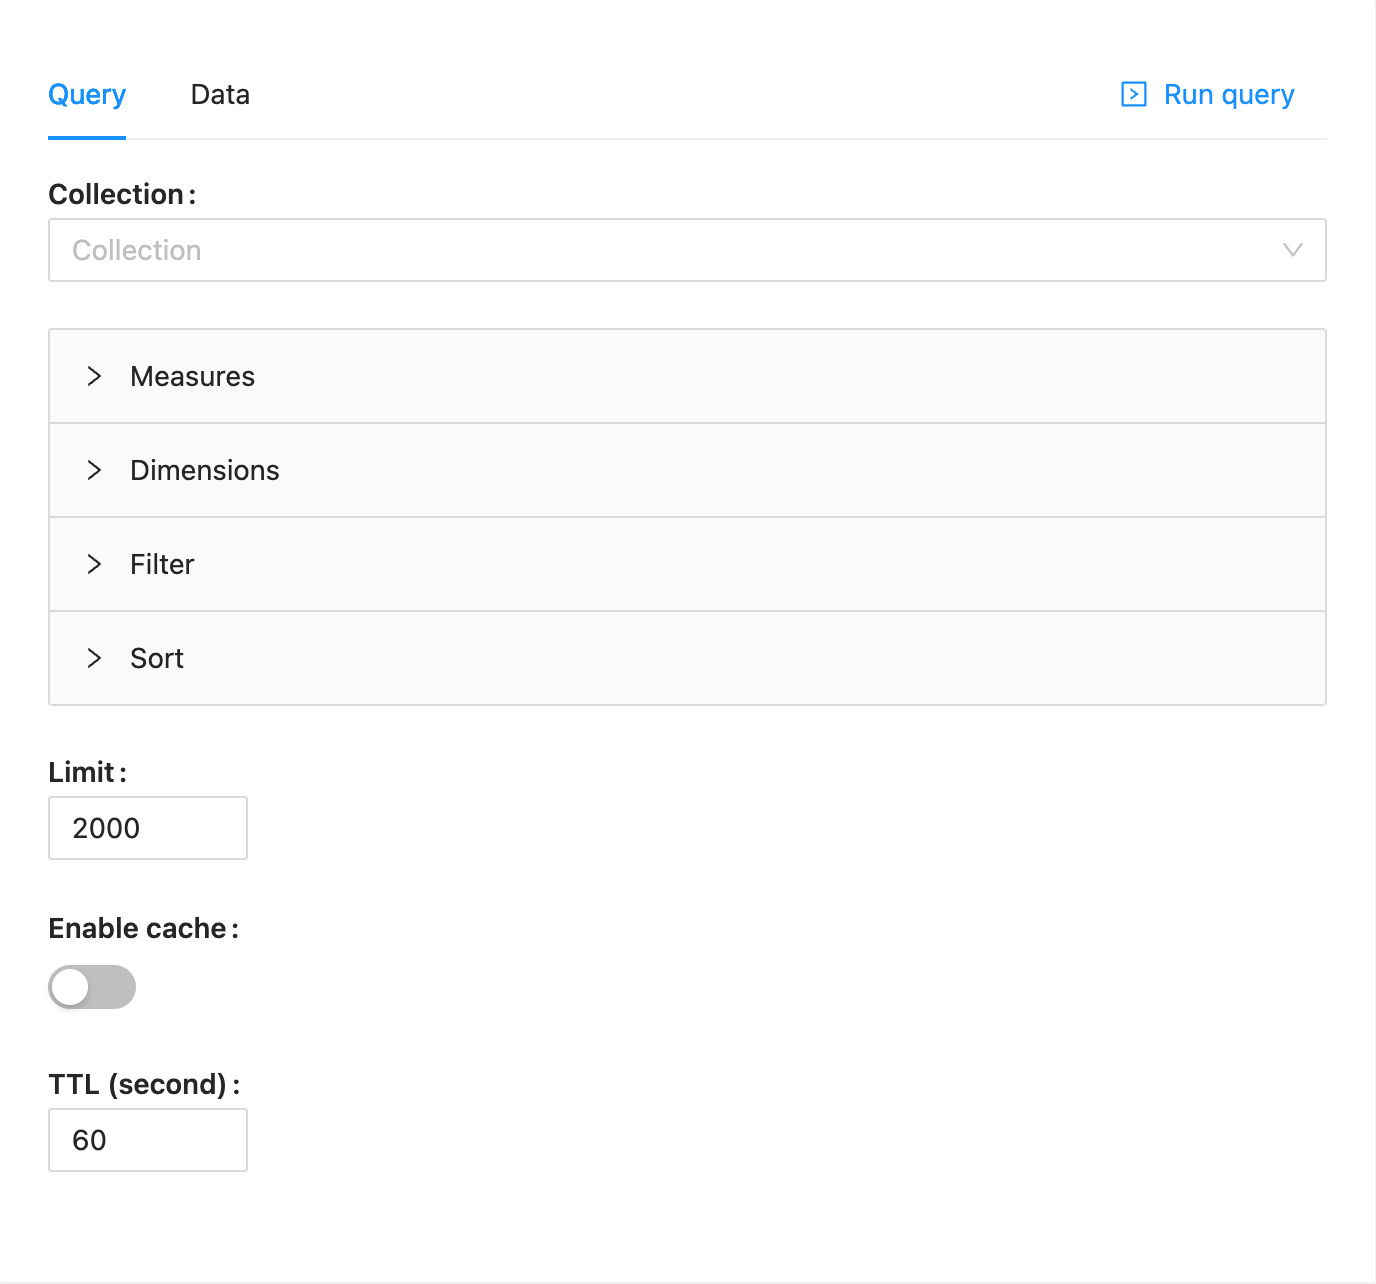 Query Data Run query
Collection:
Collection
Measures
Dimensions
Filter
Sort
Limit:
2000
Enable cache:
TTL (second):
60